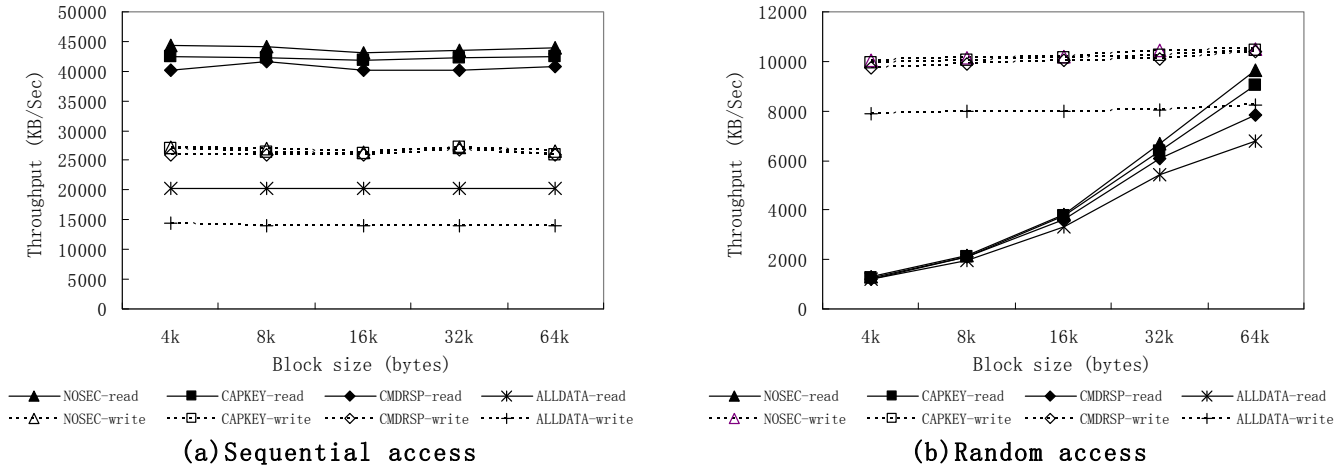 50000
45000
40000
35000
30000
25000
20000
15000
10000
5000
0
Throughput (KB/Sec)
4k 8k 16k 32k 64k
Block size (bytes)
NOSEC-read CAPKEY-read CMDRSP-read ALLDATA-read
NOSEC-write CAPKEY-write CMDRSP-write ALLDATA-write
(a)Sequential access
12000
10000
8000
6000
4000
2000
0
Throughput (KB/Sec)
4k 8k 16k 32k 64k
Block size (bytes)
NOSEC-read CAPKEY-read CMDRSP-read ALLDATA-read
NOSEC-write CAPKEY-write CMDRSP-write ALLDATA-write
(b)Random access